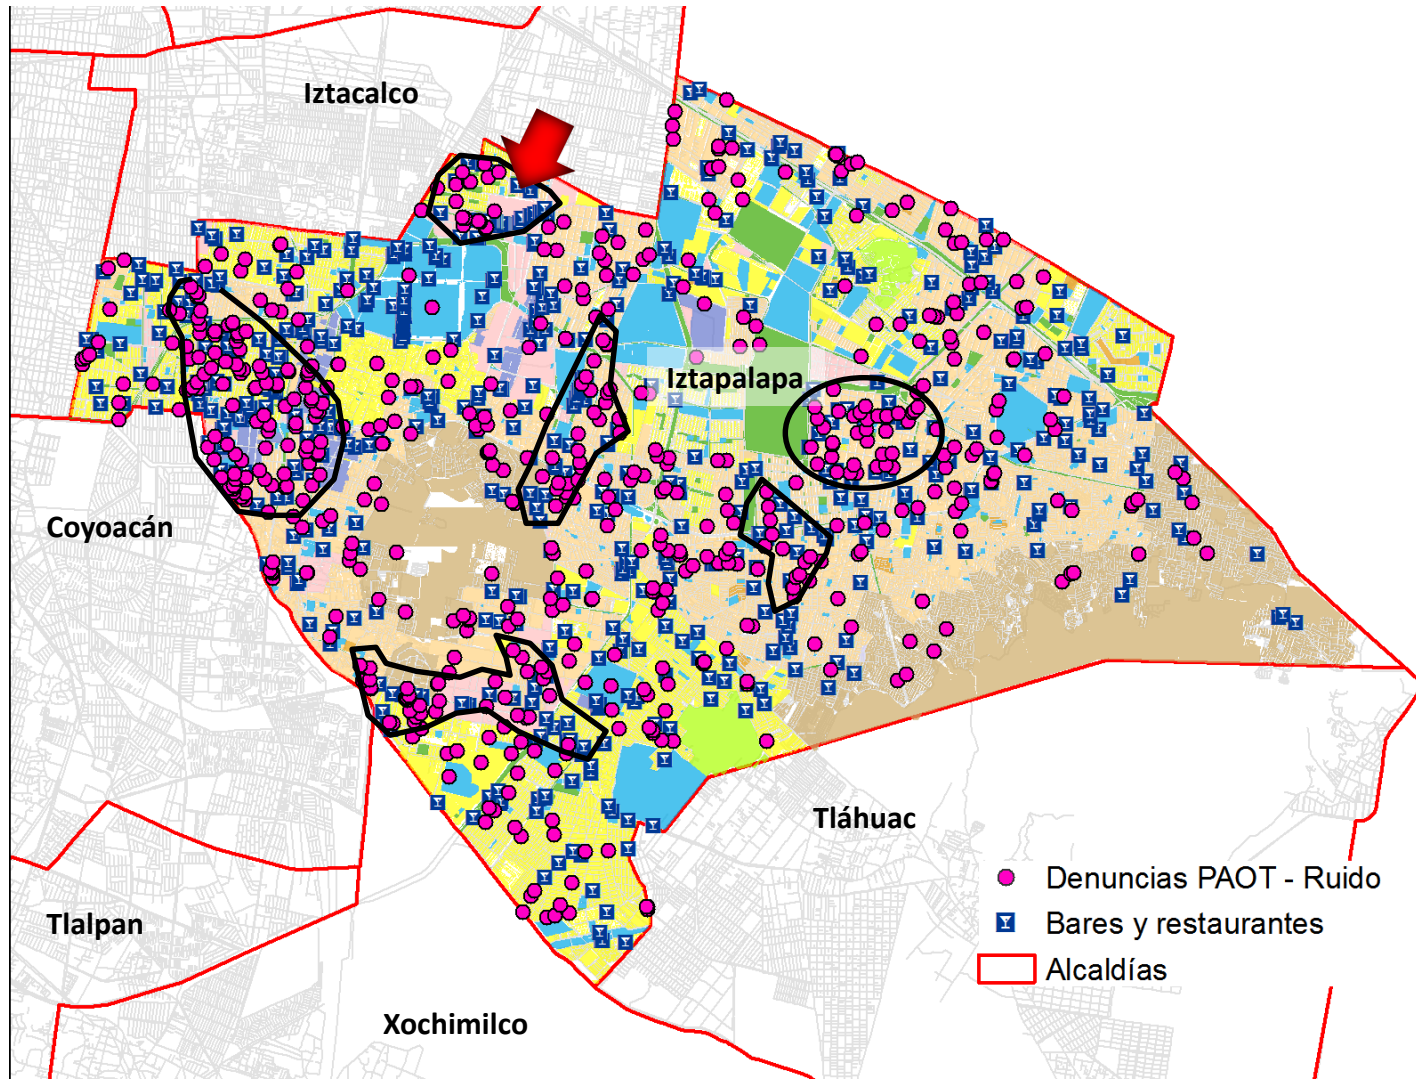 Iztacalco
Iztapalapa
Coyoacán
Tláhuac
Denuncias PAOT - Ruido
Tlalpan
Bares y restaurantes
Alcaldías
Xochimilco